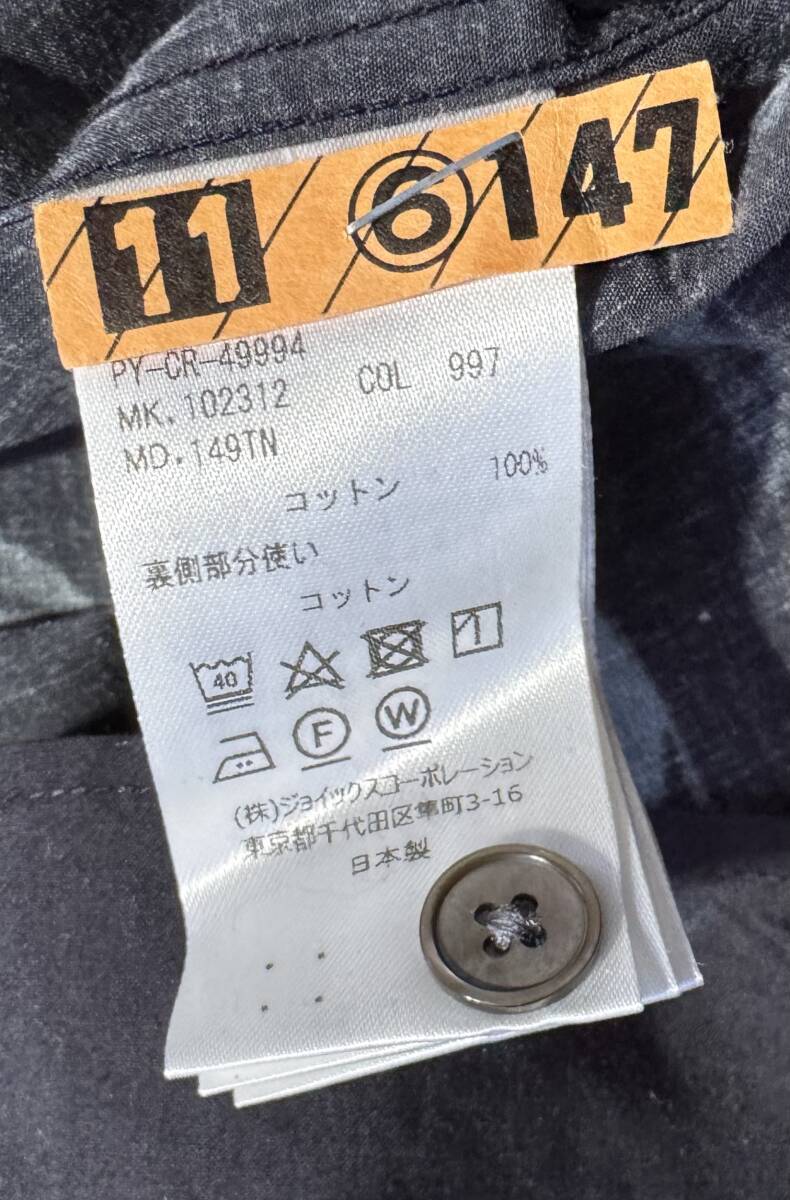 11 6 147
PY-CR-49994
MK.102312 COL 997
MD.149TN
コットン 100%
裏側部分使い
コットン
40
F W
(株)ジョイックスコーポレーション
東京都千代田区隼町3-16
日本製